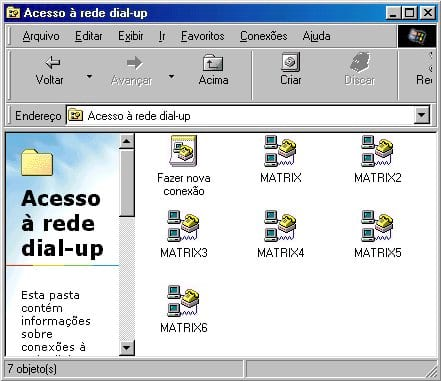 Acesso à rede dial-up
Arquivo Editar Exibir Ir Favoritos Conexões Ajuda
Voltar Avançar Acima Criar Discar
Endereço Acesso à rede dial-up
Acesso
à rede
dial-up
Esta pasta
contém
informações
sobre
conexões à
Fazer nova
conexão
MATRIX
MATRIX2
MATRIX3
MATRIX4
MATRIX5
MATRIX6
7 objeto(s)